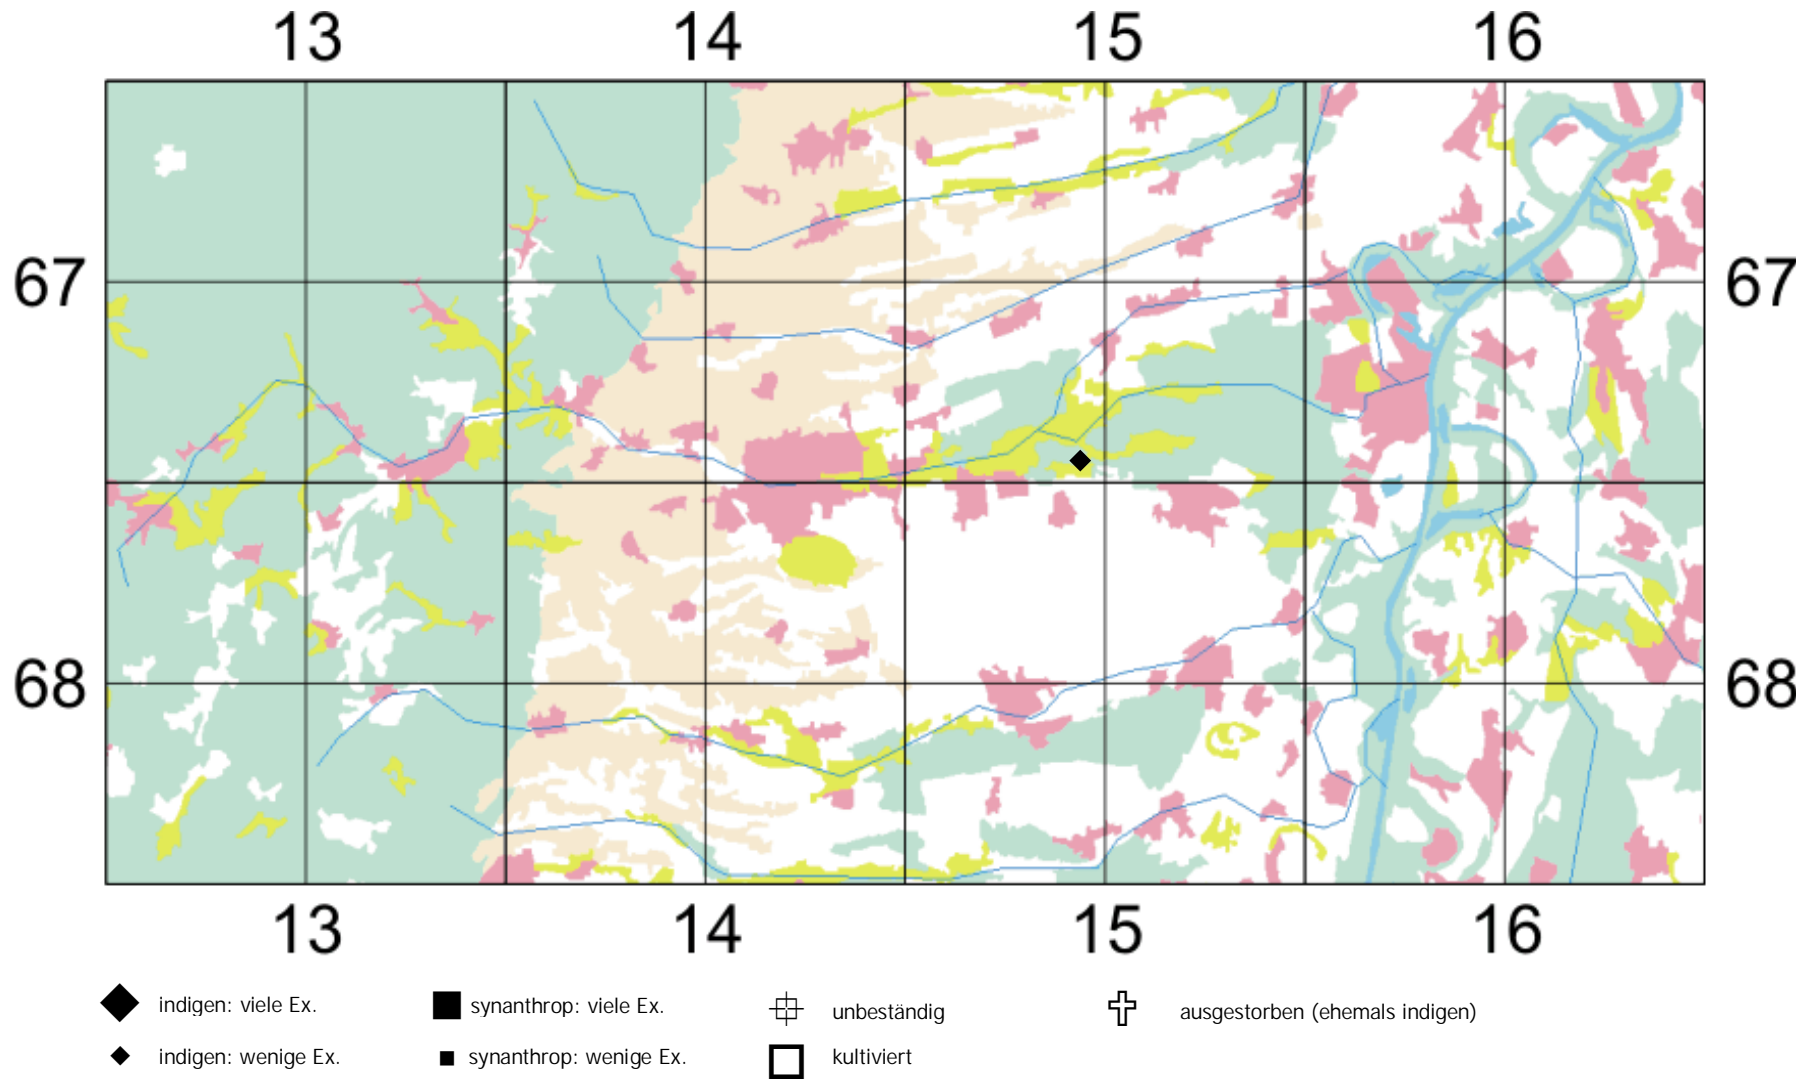 13 14 15 16
67 67
68 68
13 14 15 16
indigen: viele Ex. synanthrop: viele Ex. unbeständig ausgestorben (ehemals indigen)
indigen: wenige Ex. synanthrop: wenige Ex. kultiviert